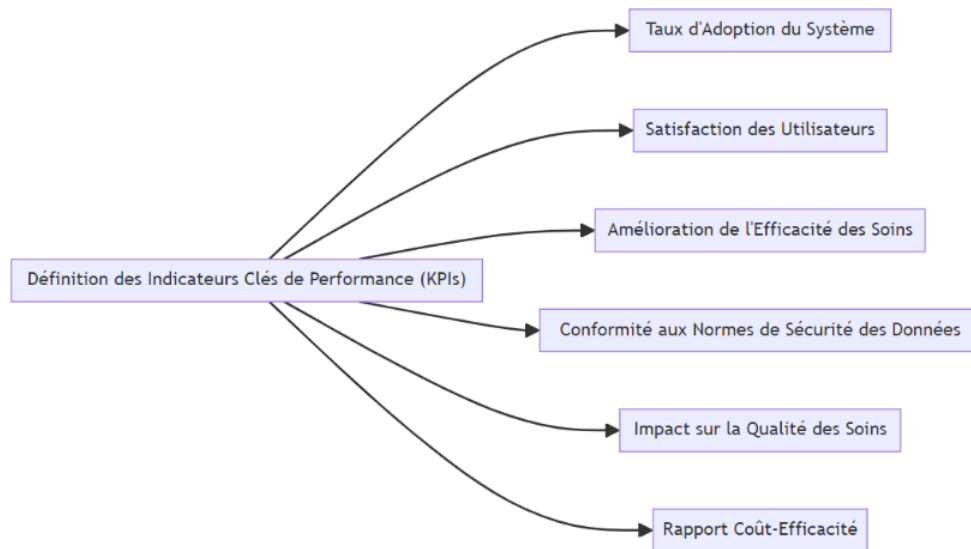 Taux d'Adoption du Système
Satisfaction des Utilisateurs
Amélioration de l'Efficacité des Soins
Définition des Indicateurs Clés de Performance (KPIs)
Conformité aux Normes de Sécurité des Données
Impact sur la Qualité des Soins
Rapport Coût-Efficacité